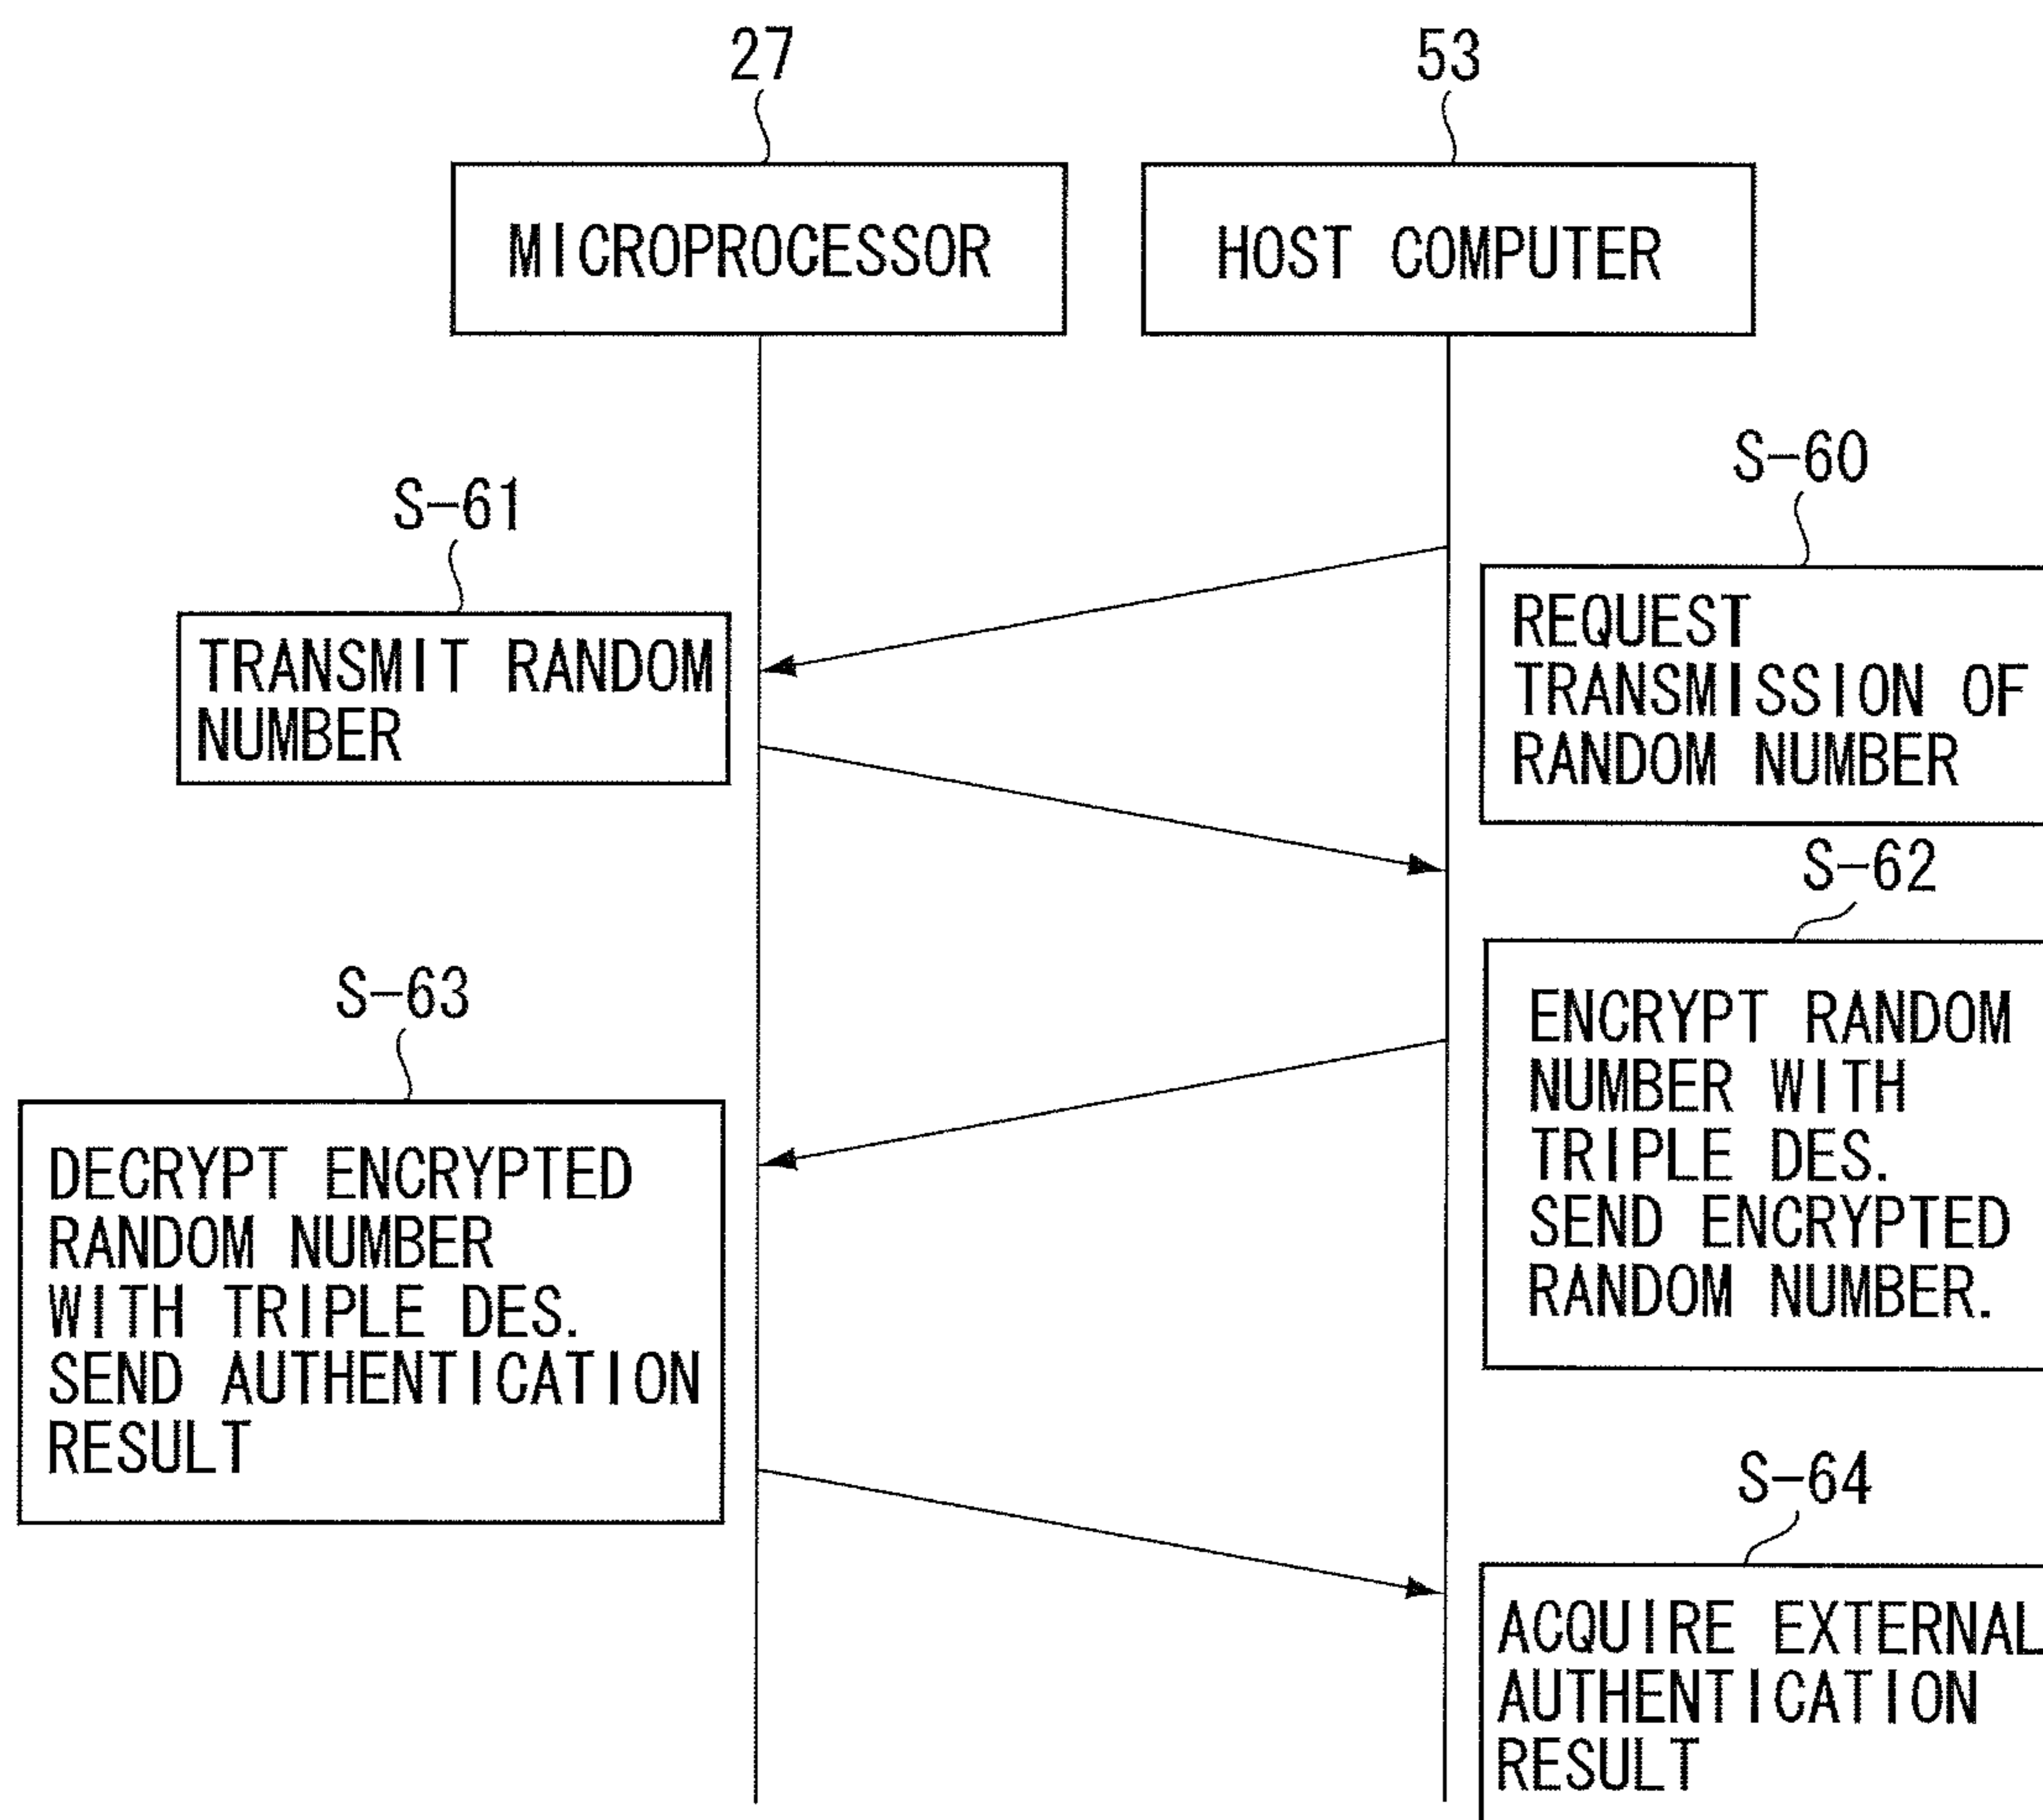 27
53
MICROPROCESSOR
HOST COMPUTER
S-60
S-61
REQUEST
TRANSMISSION OF
RANDOM NUMBER
TRANSMIT RANDOM
NUMBER
S-62
ENCRYPT RANDOM
NUMBER WITH
TRIPLE DES.
SEND ENCRYPTED
RANDOM NUMBER.
S-63
DECRYPT ENCRYPTED
RANDOM NUMBER
WITH TRIPLE DES.
SEND AUTHENTICATION
RESULT
S-64
ACQUIRE EXTERNAL
AUTHENTICATION
RESULT